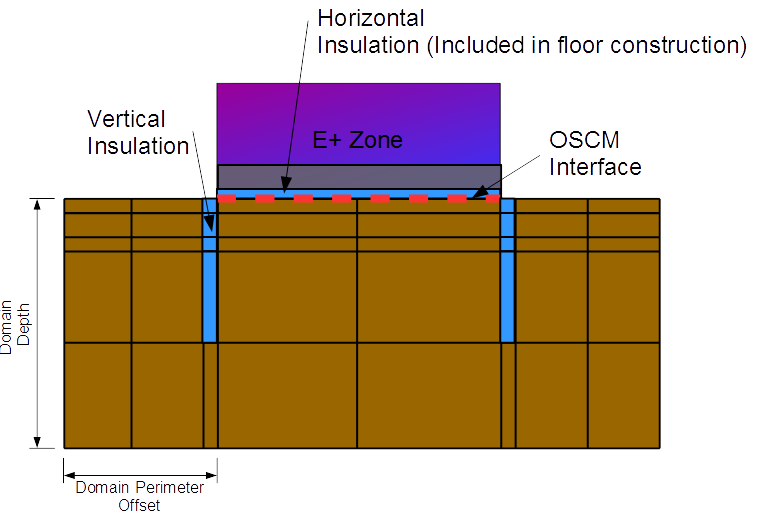 Horizontal
Insulation (Included in floor construction)
Vertical
Insulation
E+ Zone
OSCM
Interface
Domain
Depth
Domain Perimeter
Offset